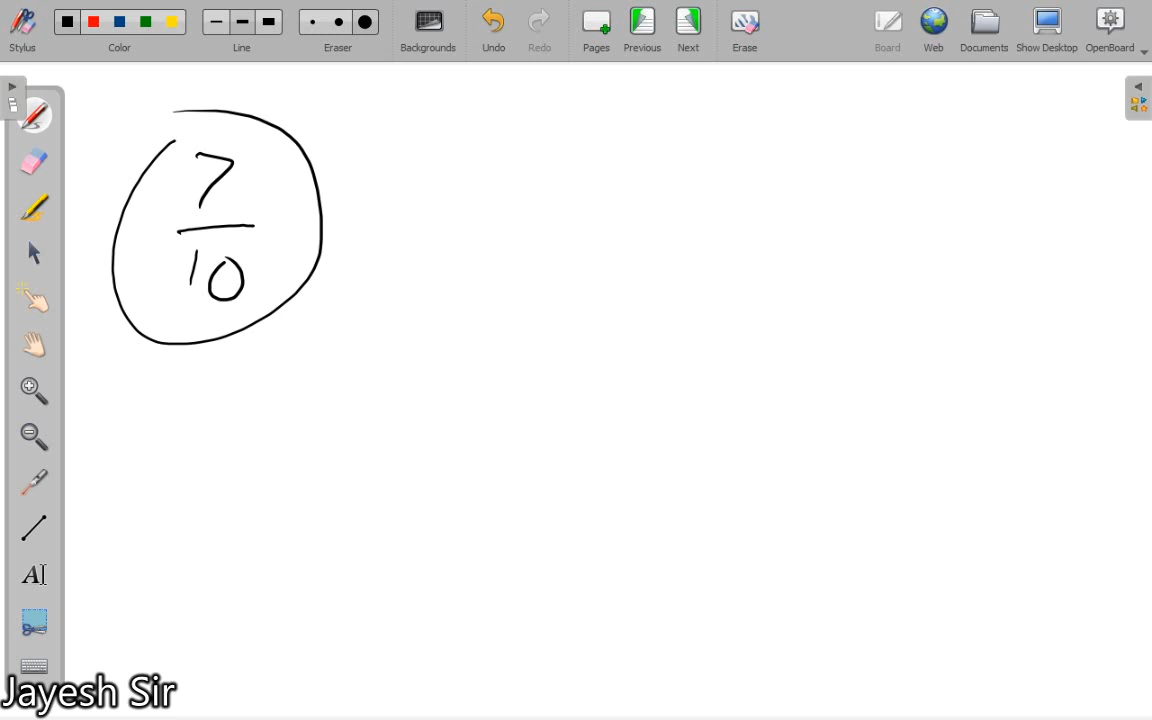 Stylus Color Line Eraser Backgrounds Undo Redo Pages Previous Next Erase Board Web Documents Show Desktop OpenBoard
7
10
A
Jayesh Sir